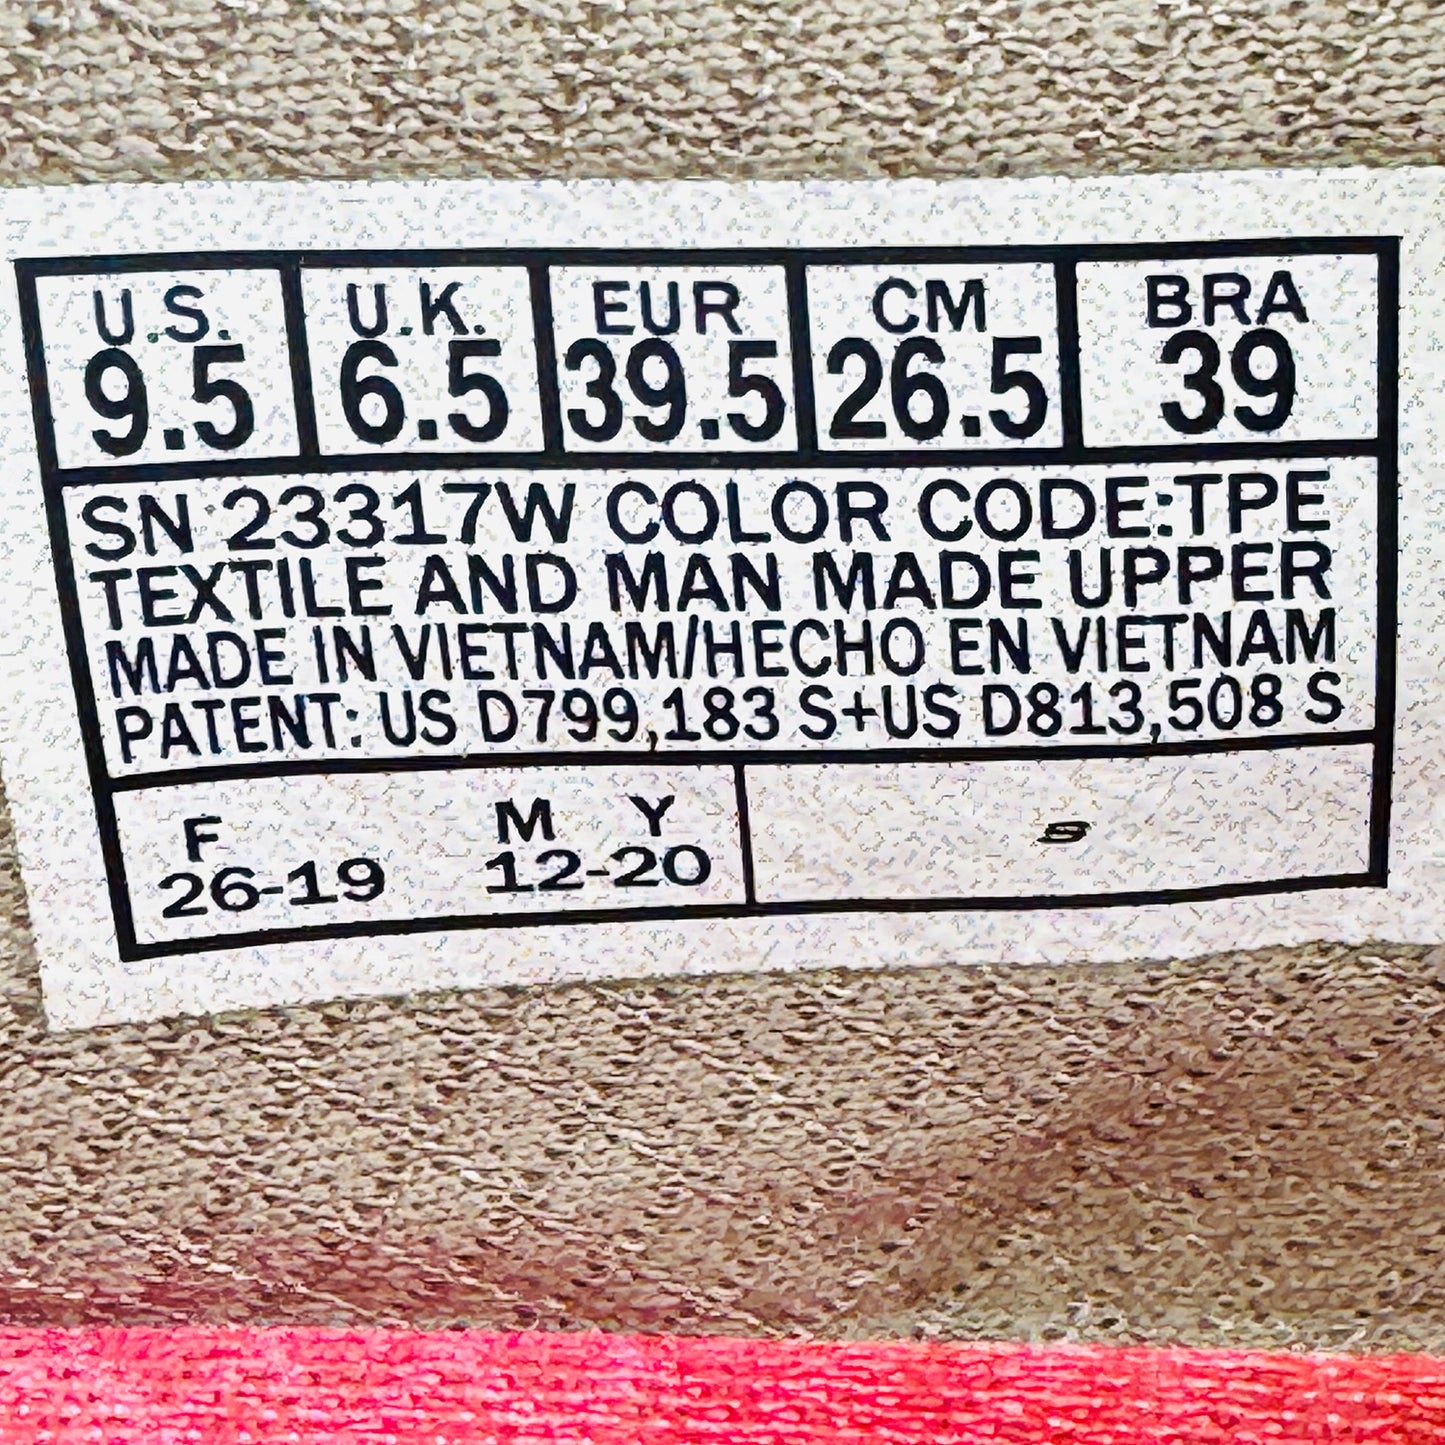 U.S. U.K. EUR CM BRA
9.5 6.5 39.5 26.5 39
SN 23317W COLOR CODE:TPE
TEXTILE AND MAN MADE UPPER
MADE IN VIETNAM/HECHO EN VIETNAM
PATENT: US D799,183 S+US D813,508 S
F M Y
26-19 12-20